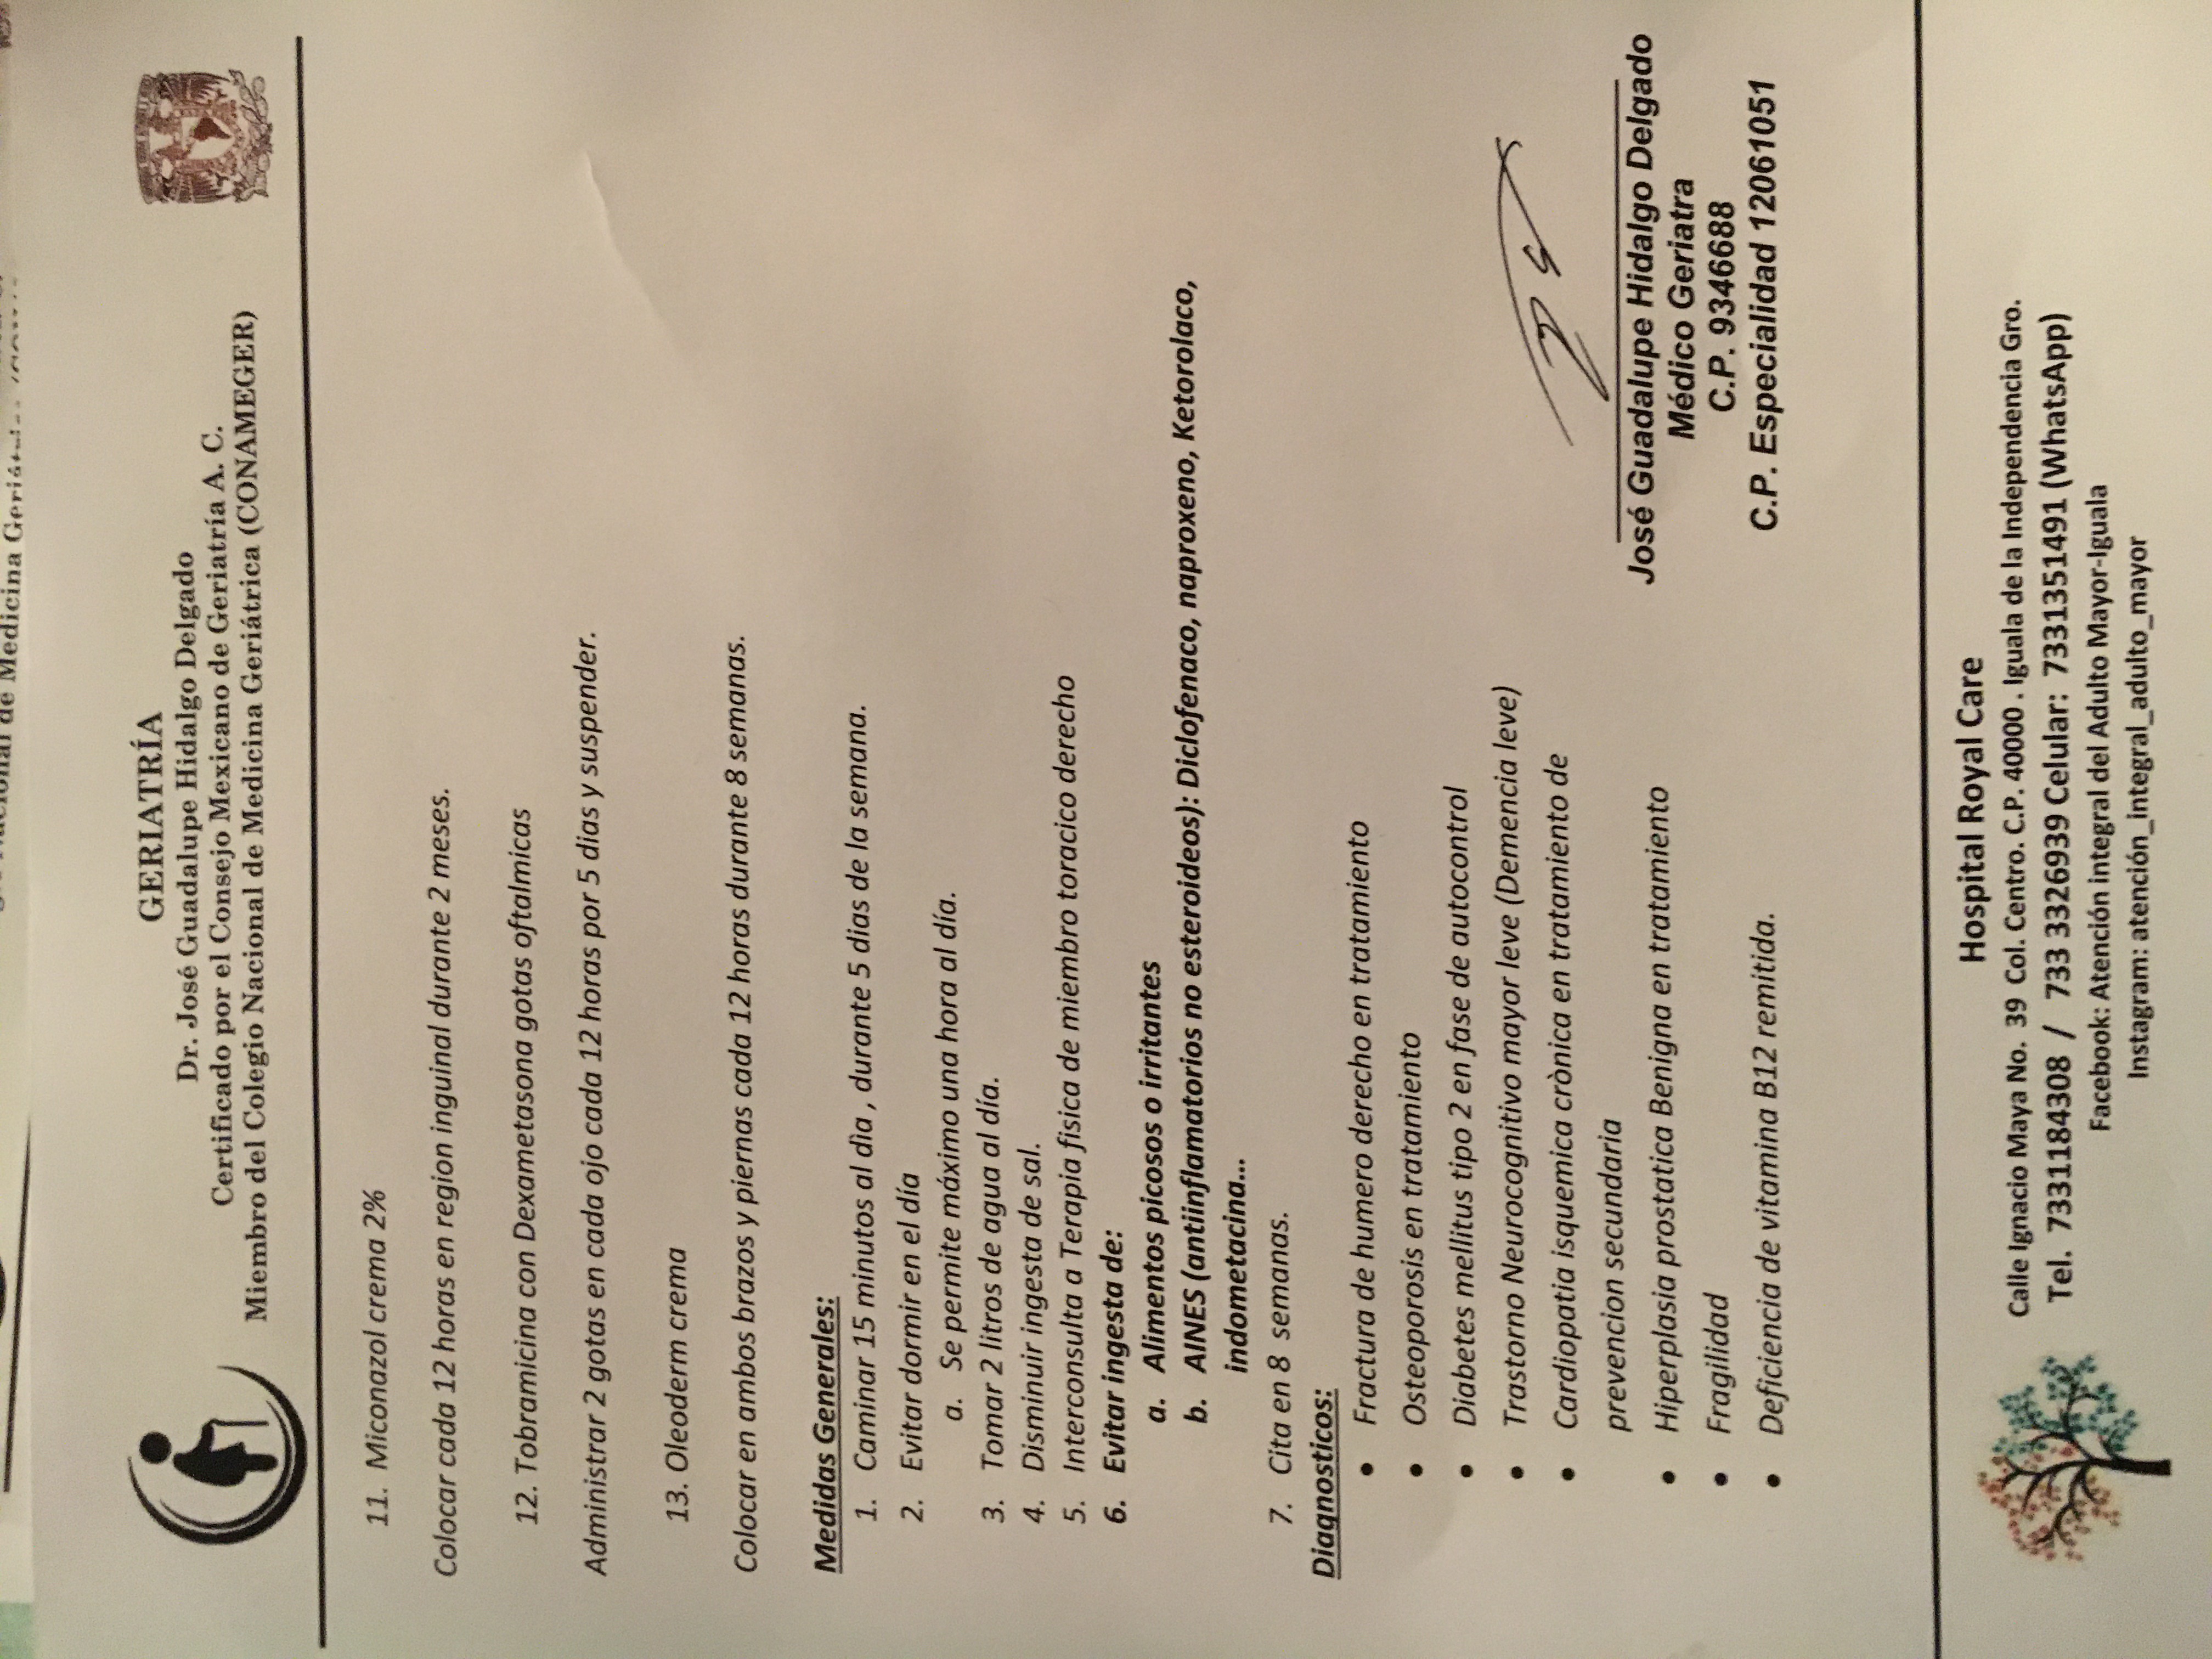 de Medicina
GERIATRÍA
Dr. José Guadalupe Hidalgo Delgado
Certificado por el Consejo Mexicano de Geriatría A. C.
Miembro del Colegio Nacional de Medicina Geriátrica (CONAMEGER)
11. Miconazol crema 2%
Colocar cada 12 horas en region inguinal durante 2 meses.
12. Tobramicina con Dexametasona gotas oftalmicas
Administrar 2 gotas en cada ojo cada 12 horas por 5 dias y suspender.
13. Oleoderm crema
Colocar en ambos brazos y piernas cada 12 horas durante 8 semanas.
Medidas Generales:
1. Caminar 15 minutos al dìa , durante 5 dias de la semana.
2. Evitar dormir en el día
a. Se permite máximo una hora al día.
3. Tomar 2 litros de agua al día.
4. Disminuir ingesta de sal.
5. Interconsulta a Terapia fisica de miembro toracico derecho
6. Evitar ingesta de:
a. Alimentos picosos o irritantes
b. AINES (antiinflamatorios no esteroideos): Diclofenaco, naproxeno, Ketorolaco,
indometacina...
7. Cita en 8 semanas.
Diagnosticos:
• Fractura de humero derecho en tratamiento
• Osteoporosis en tratamiento
• Diabetes mellitus tipo 2 en fase de autocontrol
• Trastorno Neurocognitivo mayor leve (Demencia leve)
• Cardiopatia isquemica crònica en tratamiento de
prevencion secundaria
• Hiperplasia prostatica Benigna en tratamiento
• Fragilidad
• Deficiencia de vitamina B12 remitida.
José Guadalupe Hidalgo Delgado
Médico Geriatra
C.P. 9346688
C.P. Especialidad 12061051
Hospital Royal Care
Calle Ignacio Maya No. 39 Col. Centro. C.P. 40000 . Iguala de la Independencia Gro.
Tel. 7331184308 / 733 3326939 Celular: 7331351491 (WhatsApp)
Facebook: Atención integral del Adulto Mayor-Iguala
Instagram: atención_integral_adulto_mayor